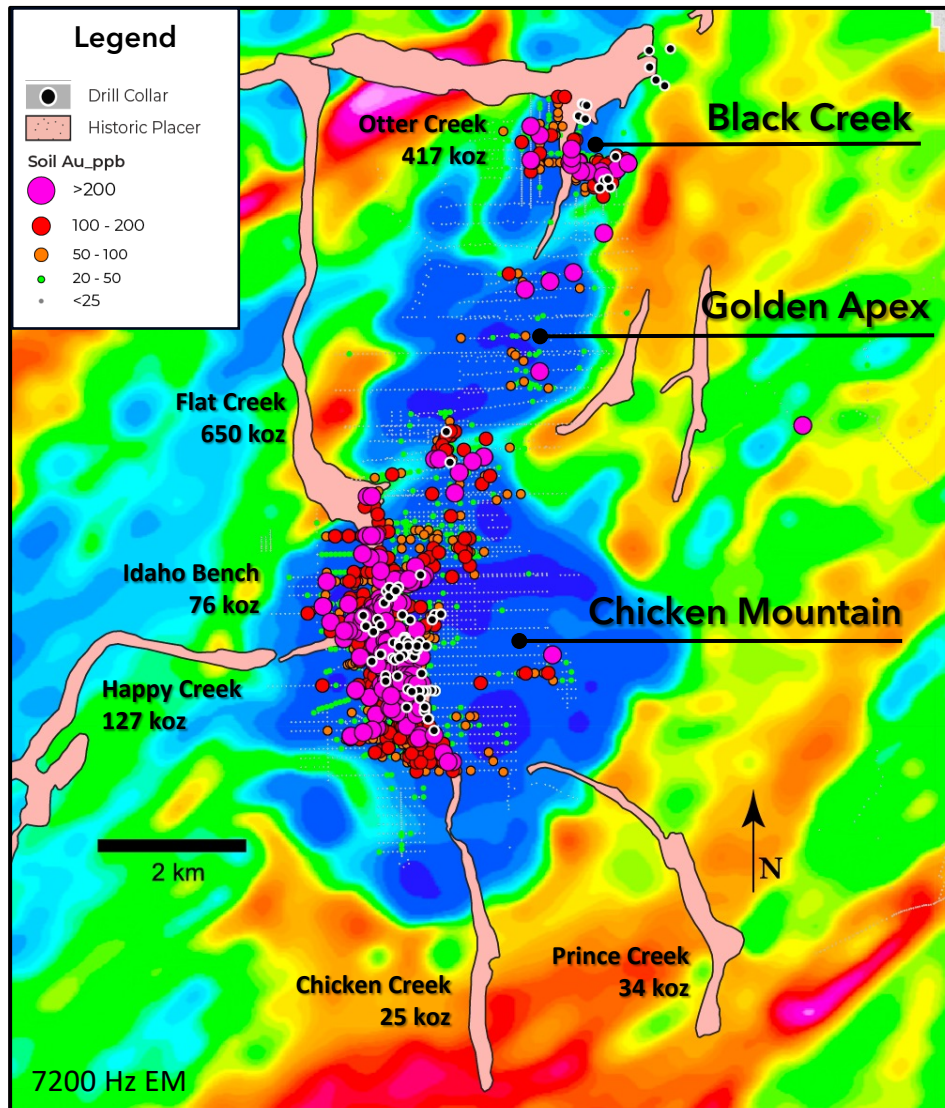 Legend
Drill Collar
Historic Placer
Soil Au_ppb
>200
100 - 200
50 - 100
20 - 50
<25
Otter Creek
417 koz
Black Creek
Golden Apex
Flat Creek
650 koz
Idaho Bench
76 koz
Chicken Mountain
Happy Creek
127 koz
2 km
N
Prince Creek
34 koz
Chicken Creek
25 koz
7200 Hz EM